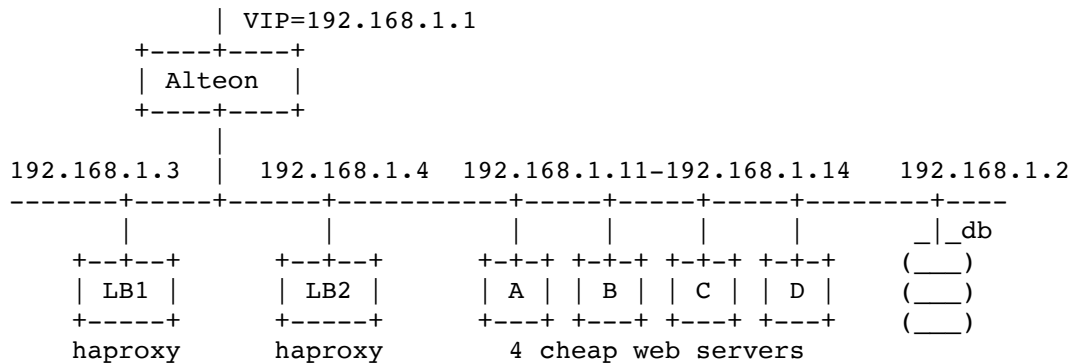 VIP=192.168.1.1
Alteon
192.168.1.3 192.168.1.4 192.168.1.11-192.168.1.14 192.168.1.2
_|_db
LB1 LB2 A B C D
haproxy haproxy 4 cheap web servers